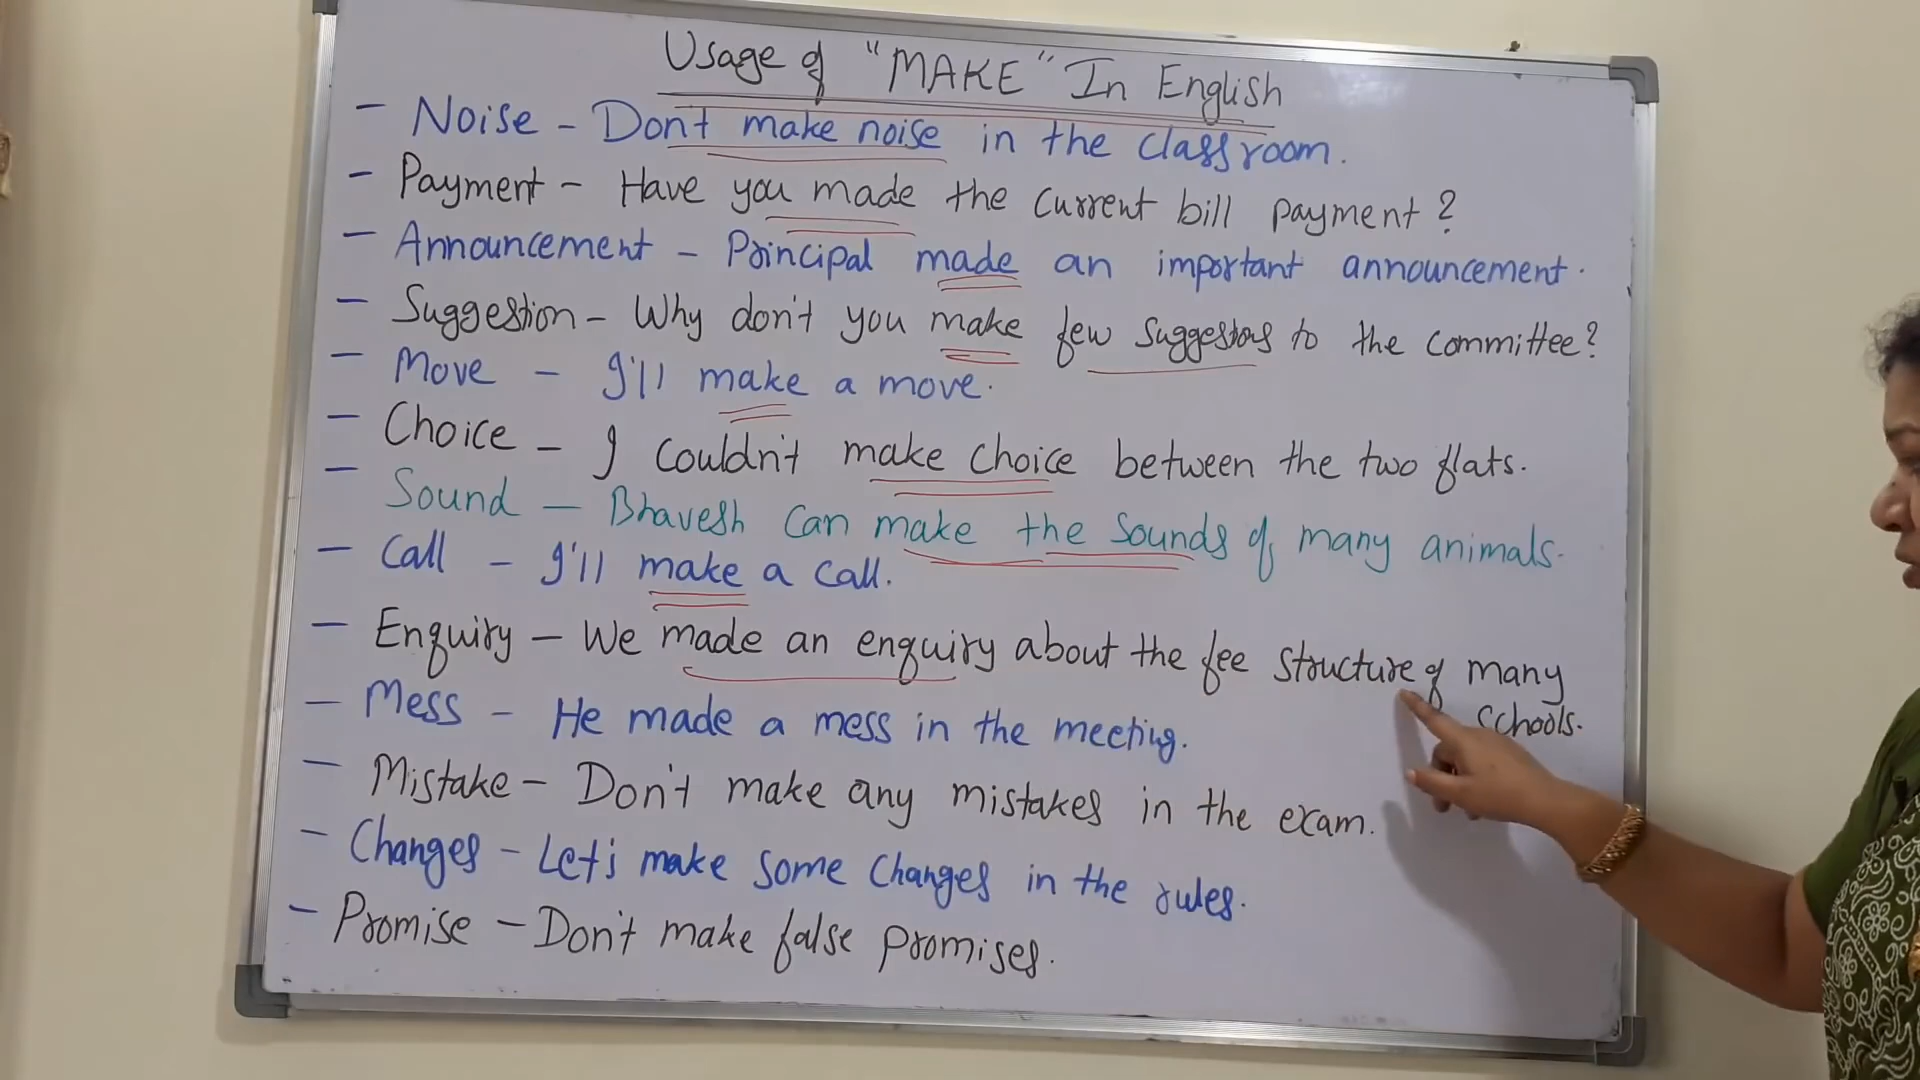 Usage of "MAKE" In English
- Noise - Don't make noise in the classroom.
- Payment - Have you made the current bill payment?
- Announcement - Principal made an important announcement.
- Suggestion - Why don't you make few suggestions to the committee?
- Move - I'll make a move.
- Choice - I couldn't make choice between the two flats.
- Sound - Bhavesh can make the sounds of many animals.
- Call - I'll make a call.
- Enquiry - We made an enquiry about the fee structure of many
schools.
- Mess - He made a mess in the meeting.
- Mistake - Don't make any mistakes in the exam.
- Changes - Let's make some changes in the rules.
- Promise - Don't make false promises.